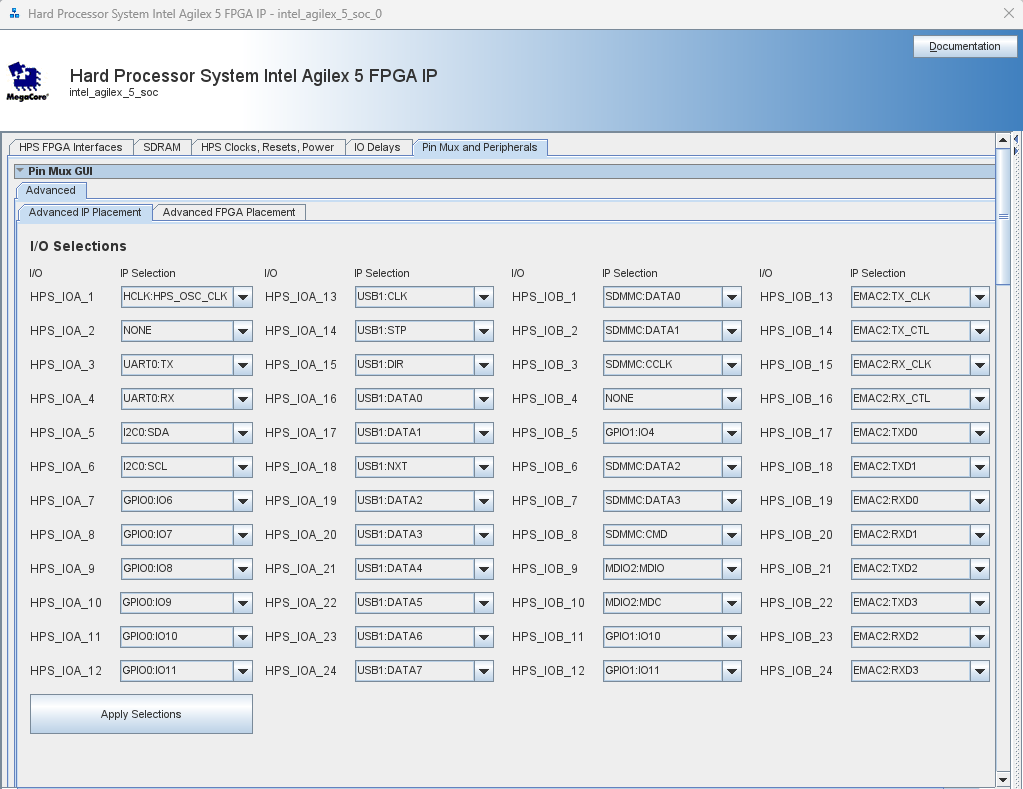 Hard Processor System Intel Agilex 5 FPGA IP - intel_agilex_5_soc_0
Documentation
MegaCore®
Hard Processor System Intel Agilex 5 FPGA IP
intel_agilex_5_soc
HPS FPGA Interfaces SDRAM HPS Clocks, Resets, Power IO Delays Pin Mux and Peripherals
Pin Mux GUI
Advanced
Advanced IP Placement Advanced FPGA Placement
I/O Selections
I/O IP Selection I/O IP Selection I/O IP Selection I/O IP Selection
HPS_IOA_1 HCLK:HPS_OSC_CLK HPS_IOA_13 USB1:CLK HPS_IOB_1 SDMMC:DATA0 HPS_IOB_13 EMAC2:TX_CLK
HPS_IOA_2 NONE HPS_IOA_14 USB1:STP HPS_IOB_2 SDMMC:DATA1 HPS_IOB_14 EMAC2:TX_CTL
HPS_IOA_3 UART0:TX HPS_IOA_15 USB1:DIR HPS_IOB_3 SDMMC:CCLK HPS_IOB_15 EMAC2:RX_CLK
HPS_IOA_4 UART0:RX HPS_IOA_16 USB1:DATA0 HPS_IOB_4 NONE HPS_IOB_16 EMAC2:RX_CTL
HPS_IOA_5 I2C0:SDA HPS_IOA_17 USB1:DATA1 HPS_IOB_5 GPIO1:IO4 HPS_IOB_17 EMAC2:TXD0
HPS_IOA_6 I2C0:SCL HPS_IOA_18 USB1:NXT HPS_IOB_6 SDMMC:DATA2 HPS_IOB_18 EMAC2:TXD1
HPS_IOA_7 GPIO0:IO6 HPS_IOA_19 USB1:DATA2 HPS_IOB_7 SDMMC:DATA3 HPS_IOB_19 EMAC2:RXD0
HPS_IOA_8 GPIO0:IO7 HPS_IOA_20 USB1:DATA3 HPS_IOB_8 SDMMC:CMD HPS_IOB_20 EMAC2:RXD1
HPS_IOA_9 GPIO0:IO8 HPS_IOA_21 USB1:DATA4 HPS_IOB_9 MDIO2:MDIO HPS_IOB_21 EMAC2:TXD2
HPS_IOA_10 GPIO0:IO9 HPS_IOA_22 USB1:DATA5 HPS_IOB_10 MDIO2:MDC HPS_IOB_22 EMAC2:TXD3
HPS_IOA_11 GPIO0:IO10 HPS_IOA_23 USB1:DATA6 HPS_IOB_11 GPIO1:IO10 HPS_IOB_23 EMAC2:RXD2
HPS_IOA_12 GPIO0:IO11 HPS_IOA_24 USB1:DATA7 HPS_IOB_12 GPIO1:IO11 HPS_IOB_24 EMAC2:RXD3
Apply Selections